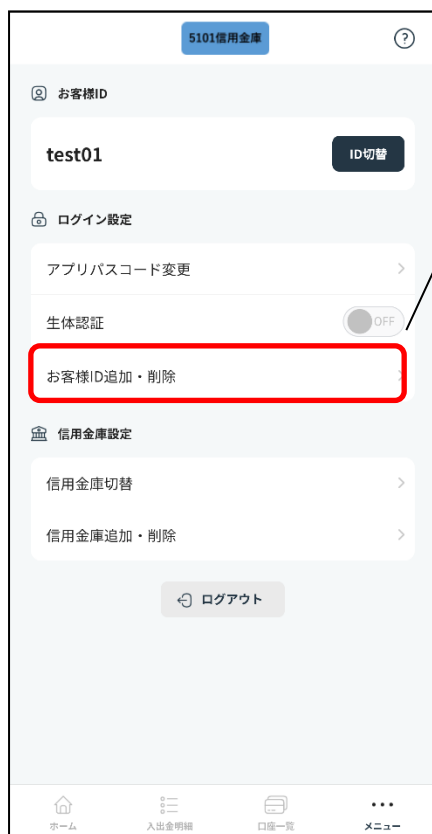 5101信用金庫
?
お客様ID
test01
ID切替
ログイン設定
アプリパスコード変更
生体認証
OFF
お客様ID追加・削除
信用金庫設定
信用金庫切替
信用金庫追加・削除
ログアウト
ホーム
入出金明細
口座一覧
メニュー